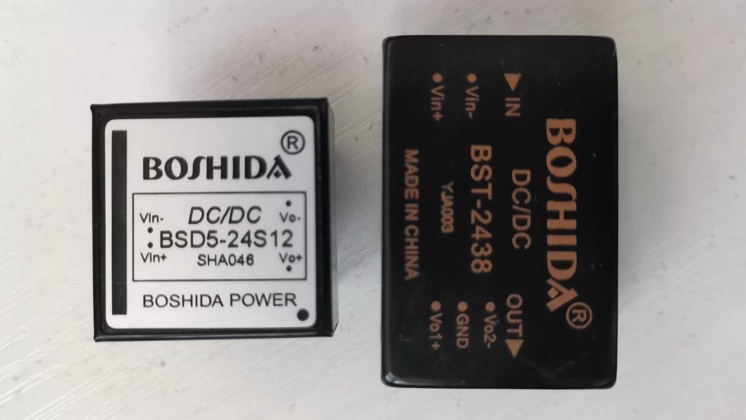 BOSHIDA®
Vin- DC/DC Vo-
BSD5-24S12
Vin+ SHA046 Vo+
BOSHIDA POWER
BOSHIDA®
IN DC/DC OUT
Vin- BST-2438 Vo2-
YJA003 GND
Vin+ Vo1+
MADE IN CHINA